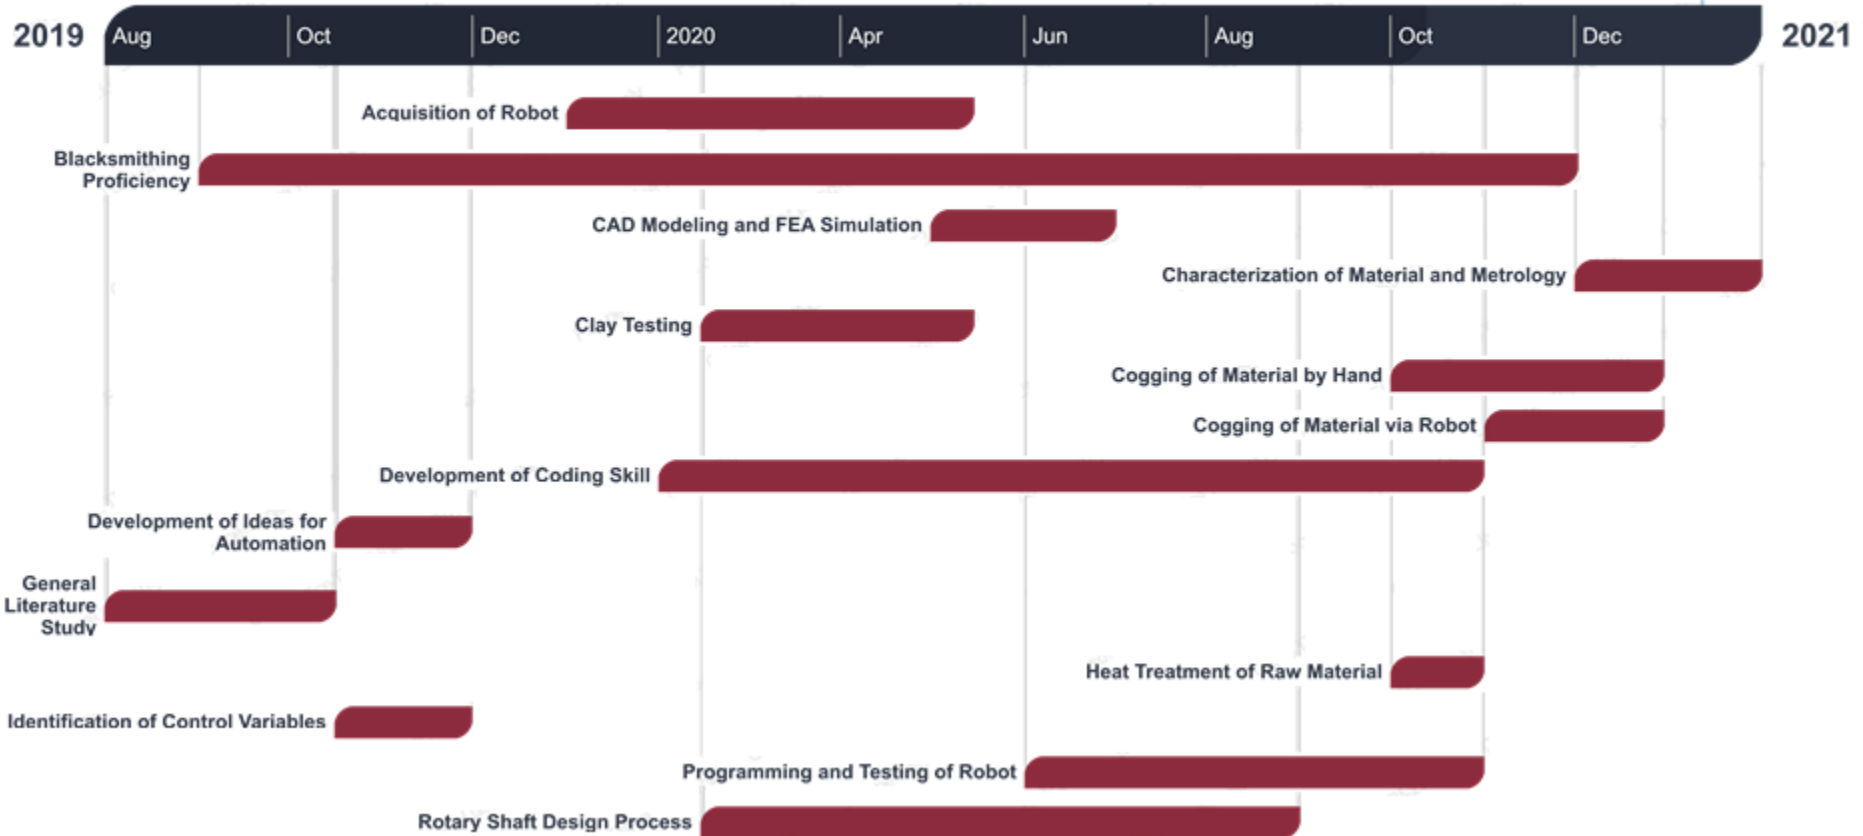 2019 Aug Oct Dec 2020 Apr Jun Aug Oct Dec 2021
Acquisition of Robot
Blacksmithing
Proficiency
CAD Modeling and FEA Simulation
Characterization of Material and Metrology
Clay Testing
Cogging of Material by Hand
Cogging of Material via Robot
Development of Coding Skill
Development of Ideas for
Automation
General
Literature
Study
Heat Treatment of Raw Material
Identification of Control Variables
Programming and Testing of Robot
Rotary Shaft Design Process